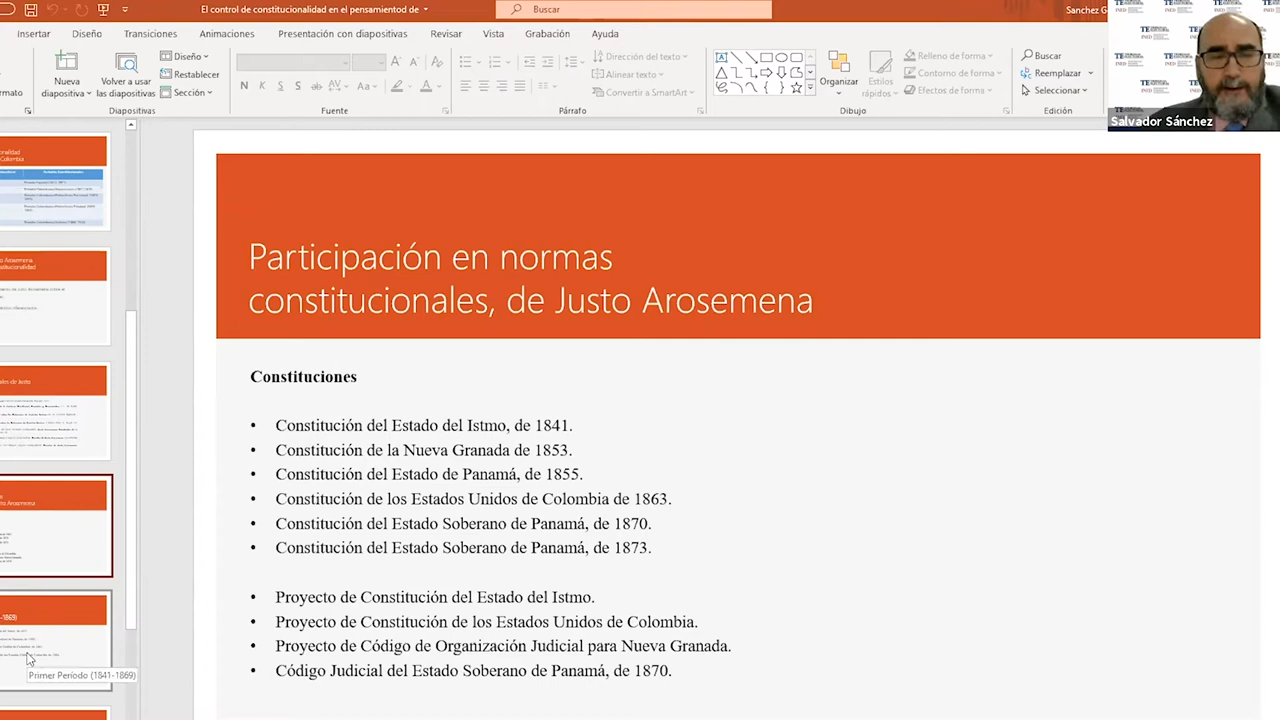 El control de constitucionalidad en el pensamientod de
Buscar
Sanchez G
Insertar
Diseño
Transiciones
Animaciones
Presentación con diapositivas
Revisar
Vista
Grabación
Ayuda
Nueva diapositiva
Volver a usar las diapositivas
Diseño
Restablecer
Sección
Diapositivas
N K S S AV Aa A
Fuente
Dirección del texto
Alinear texto
Convertir a SmartArt
Párrafo
Organizar
Estilos rápidos
Relleno de forma
Contorno de forma
Efectos de forma
Dibujo
Buscar
Reemplazar
Seleccionar
Edición
Salvador Sánchez
Participación en normas
constitucionales, de Justo Arosemena
Constituciones
• Constitución del Estado del Istmo, de 1841.
• Constitución de la Nueva Granada de 1853.
• Constitución del Estado de Panamá, de 1855.
• Constitución de los Estados Unidos de Colombia de 1863.
• Constitución del Estado Soberano de Panamá, de 1870.
• Constitución del Estado Soberano de Panamá, de 1873.
• Proyecto de Constitución del Estado del Istmo.
• Proyecto de Constitución de los Estados Unidos de Colombia.
• Proyecto de Código de Organización Judicial para Nueva Granada.
• Código Judicial del Estado Soberano de Panamá, de 1870.
Primer Período (1841-1869)